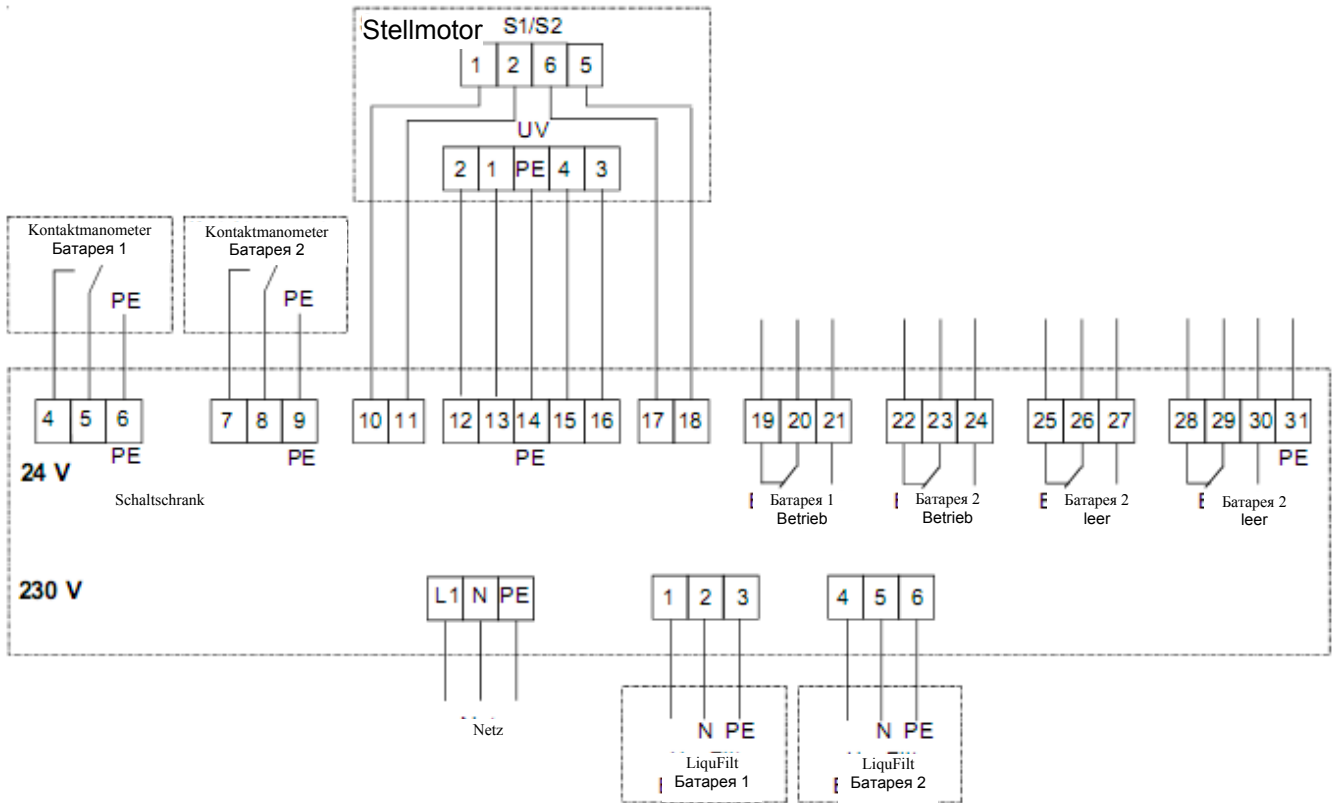 Stellmotor S1/S2
1 2 6 5
UV
2 1 PE 4 3
Kontaktmanometer
Батарея 1
PE
Kontaktmanometer
Батарея 2
PE
4 5 6
7 8 9
10 11
12 13 14 15 16
17 18
19 20 21
22 23 24
25 26 27
28 29 30 31
PE
PE
PE
PE
24 V
Schaltschrank
Батарея 1
Betrieb
Батарея 2
Betrieb
Батарея 2
leer
Батарея 2
leer
230 V
L1 N PE
1 2 3
4 5 6
Netz
N PE
LiquFilt
Батарея 1
N PE
LiquFilt
Батарея 2